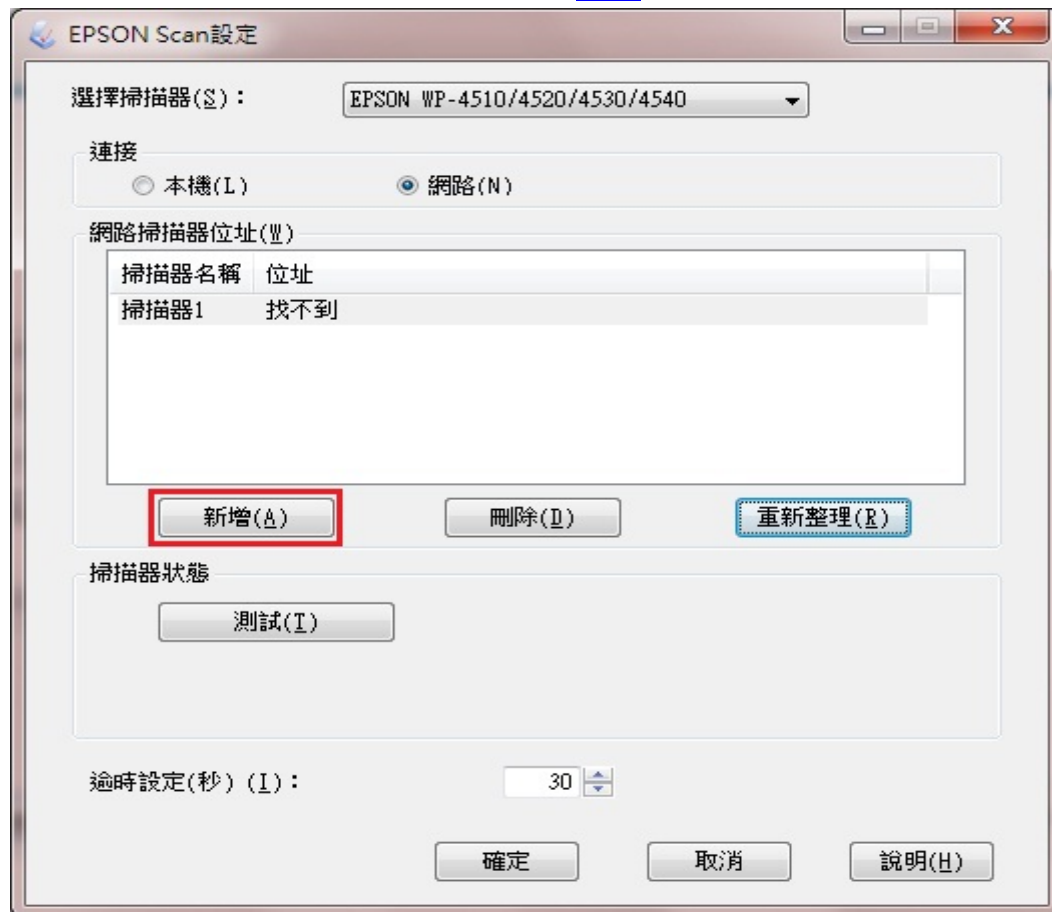 EPSON Scan設定
選擇掃描器(S)： EPSON WP-4510/4520/4530/4540
連接
本機(L) 網路(N)
網路掃描器位址(W)
掃描器名稱 位址
掃描器1 找不到
新增(A) 刪除(D) 重新整理(R)
掃描器狀態
測試(T)
逾時設定(秒) (I)： 30
確定 取消 說明(H)